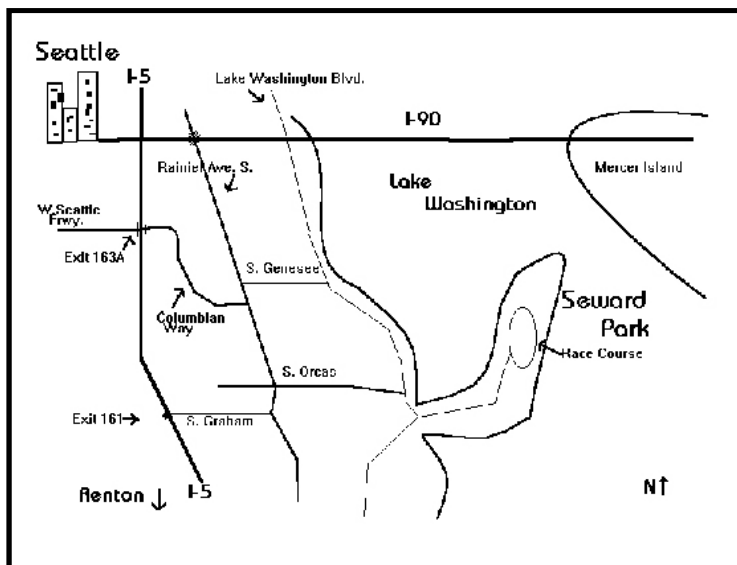 Seattle
I-5
Lake Washington Blvd.
I-90
Rainier Ave. S.
Mercer Island
Lake
Washington
W. Seattle
Frwy.
Exit 163A
S. Genesee
Columbian
Way
Seward
Park
Race Course
S. Orcas
Exit 161
S. Graham
Renton
I-5
N